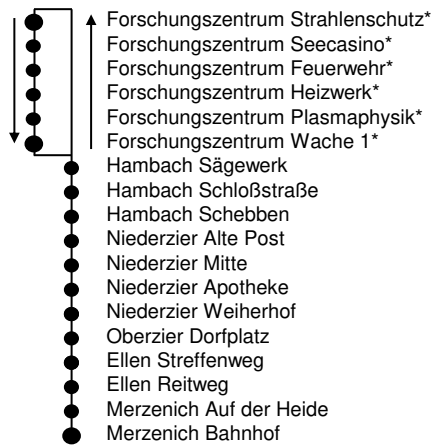 Forschungszentrum Strahlenschutz*
Forschungszentrum Seecasino*
Forschungszentrum Feuerwehr*
Forschungszentrum Heizwerk*
Forschungszentrum Plasmaphysik*
Forschungszentrum Wache 1*
Hambach Sägewerk
Hambach Schloßstraße
Hambach Schebben
Niederzier Alte Post
Niederzier Mitte
Niederzier Apotheke
Niederzier Weiherhof
Oberzier Dorfplatz
Ellen Streffenweg
Ellen Reitweg
Merzenich Auf der Heide
Merzenich Bahnhof